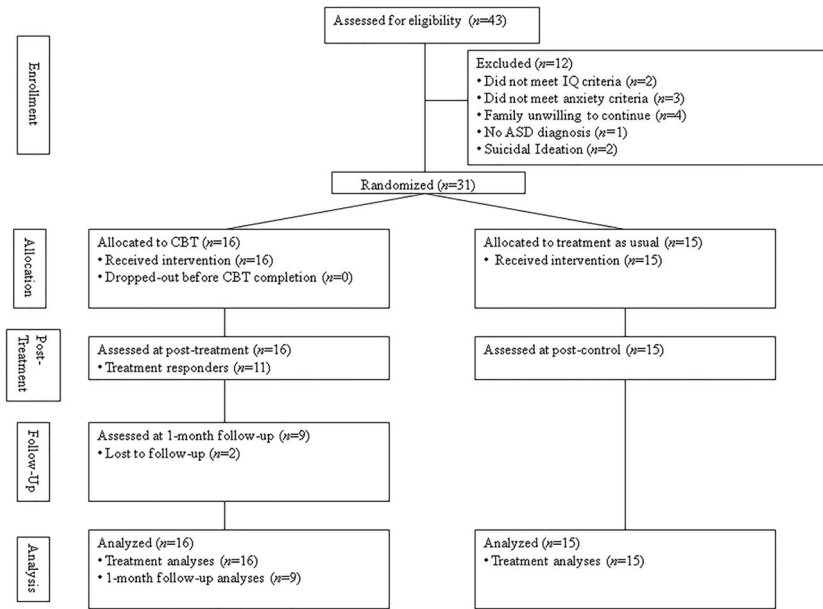 Enrollment
Assessed for eligibility (n=43)
Excluded (n=12)
• Did not meet IQ criteria (n=2)
• Did not meet anxiety criteria (n=3)
• Family unwilling to continue (n=4)
• No ASD diagnosis (n=1)
• Suicidal Ideation (n=2)
Randomized (n=31)
Allocation
Allocated to CBT (n=16)
• Received intervention (n=16)
• Dropped-out before CBT completion (n=0)
Allocated to treatment as usual (n=15)
• Received intervention (n=15)
Post-
Treatment
Assessed at post-treatment (n=16)
• Treatment responders (n=11)
Assessed at post-control (n=15)
Follow-Up
Assessed at 1-month follow-up (n=9)
• Lost to follow-up (n=2)
Analysis
Analyzed (n=16)
• Treatment analyses (n=16)
• 1-month follow-up analyses (n=9)
Analyzed (n=15)
• Treatment analyses (n=15)